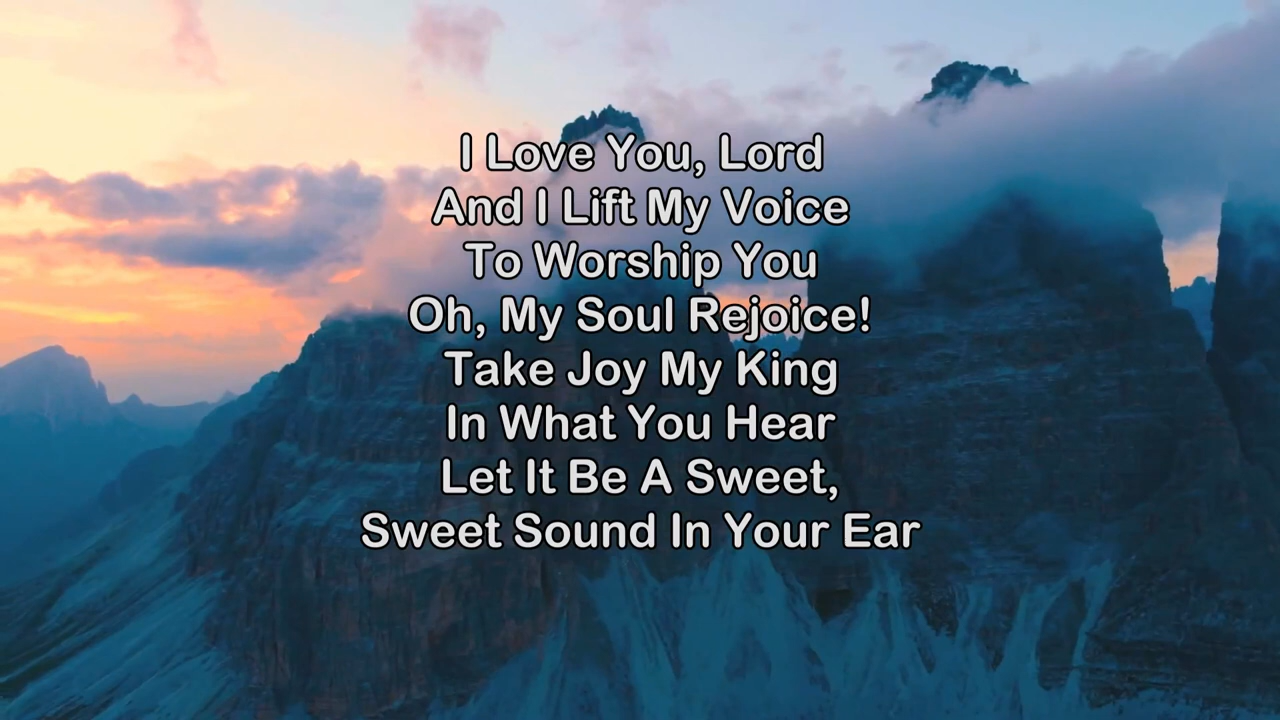 I Love You, Lord
And I Lift My Voice
To Worship You
Oh, My Soul Rejoice!
Take Joy My King
In What You Hear
Let It Be A Sweet,
Sweet Sound In Your Ear